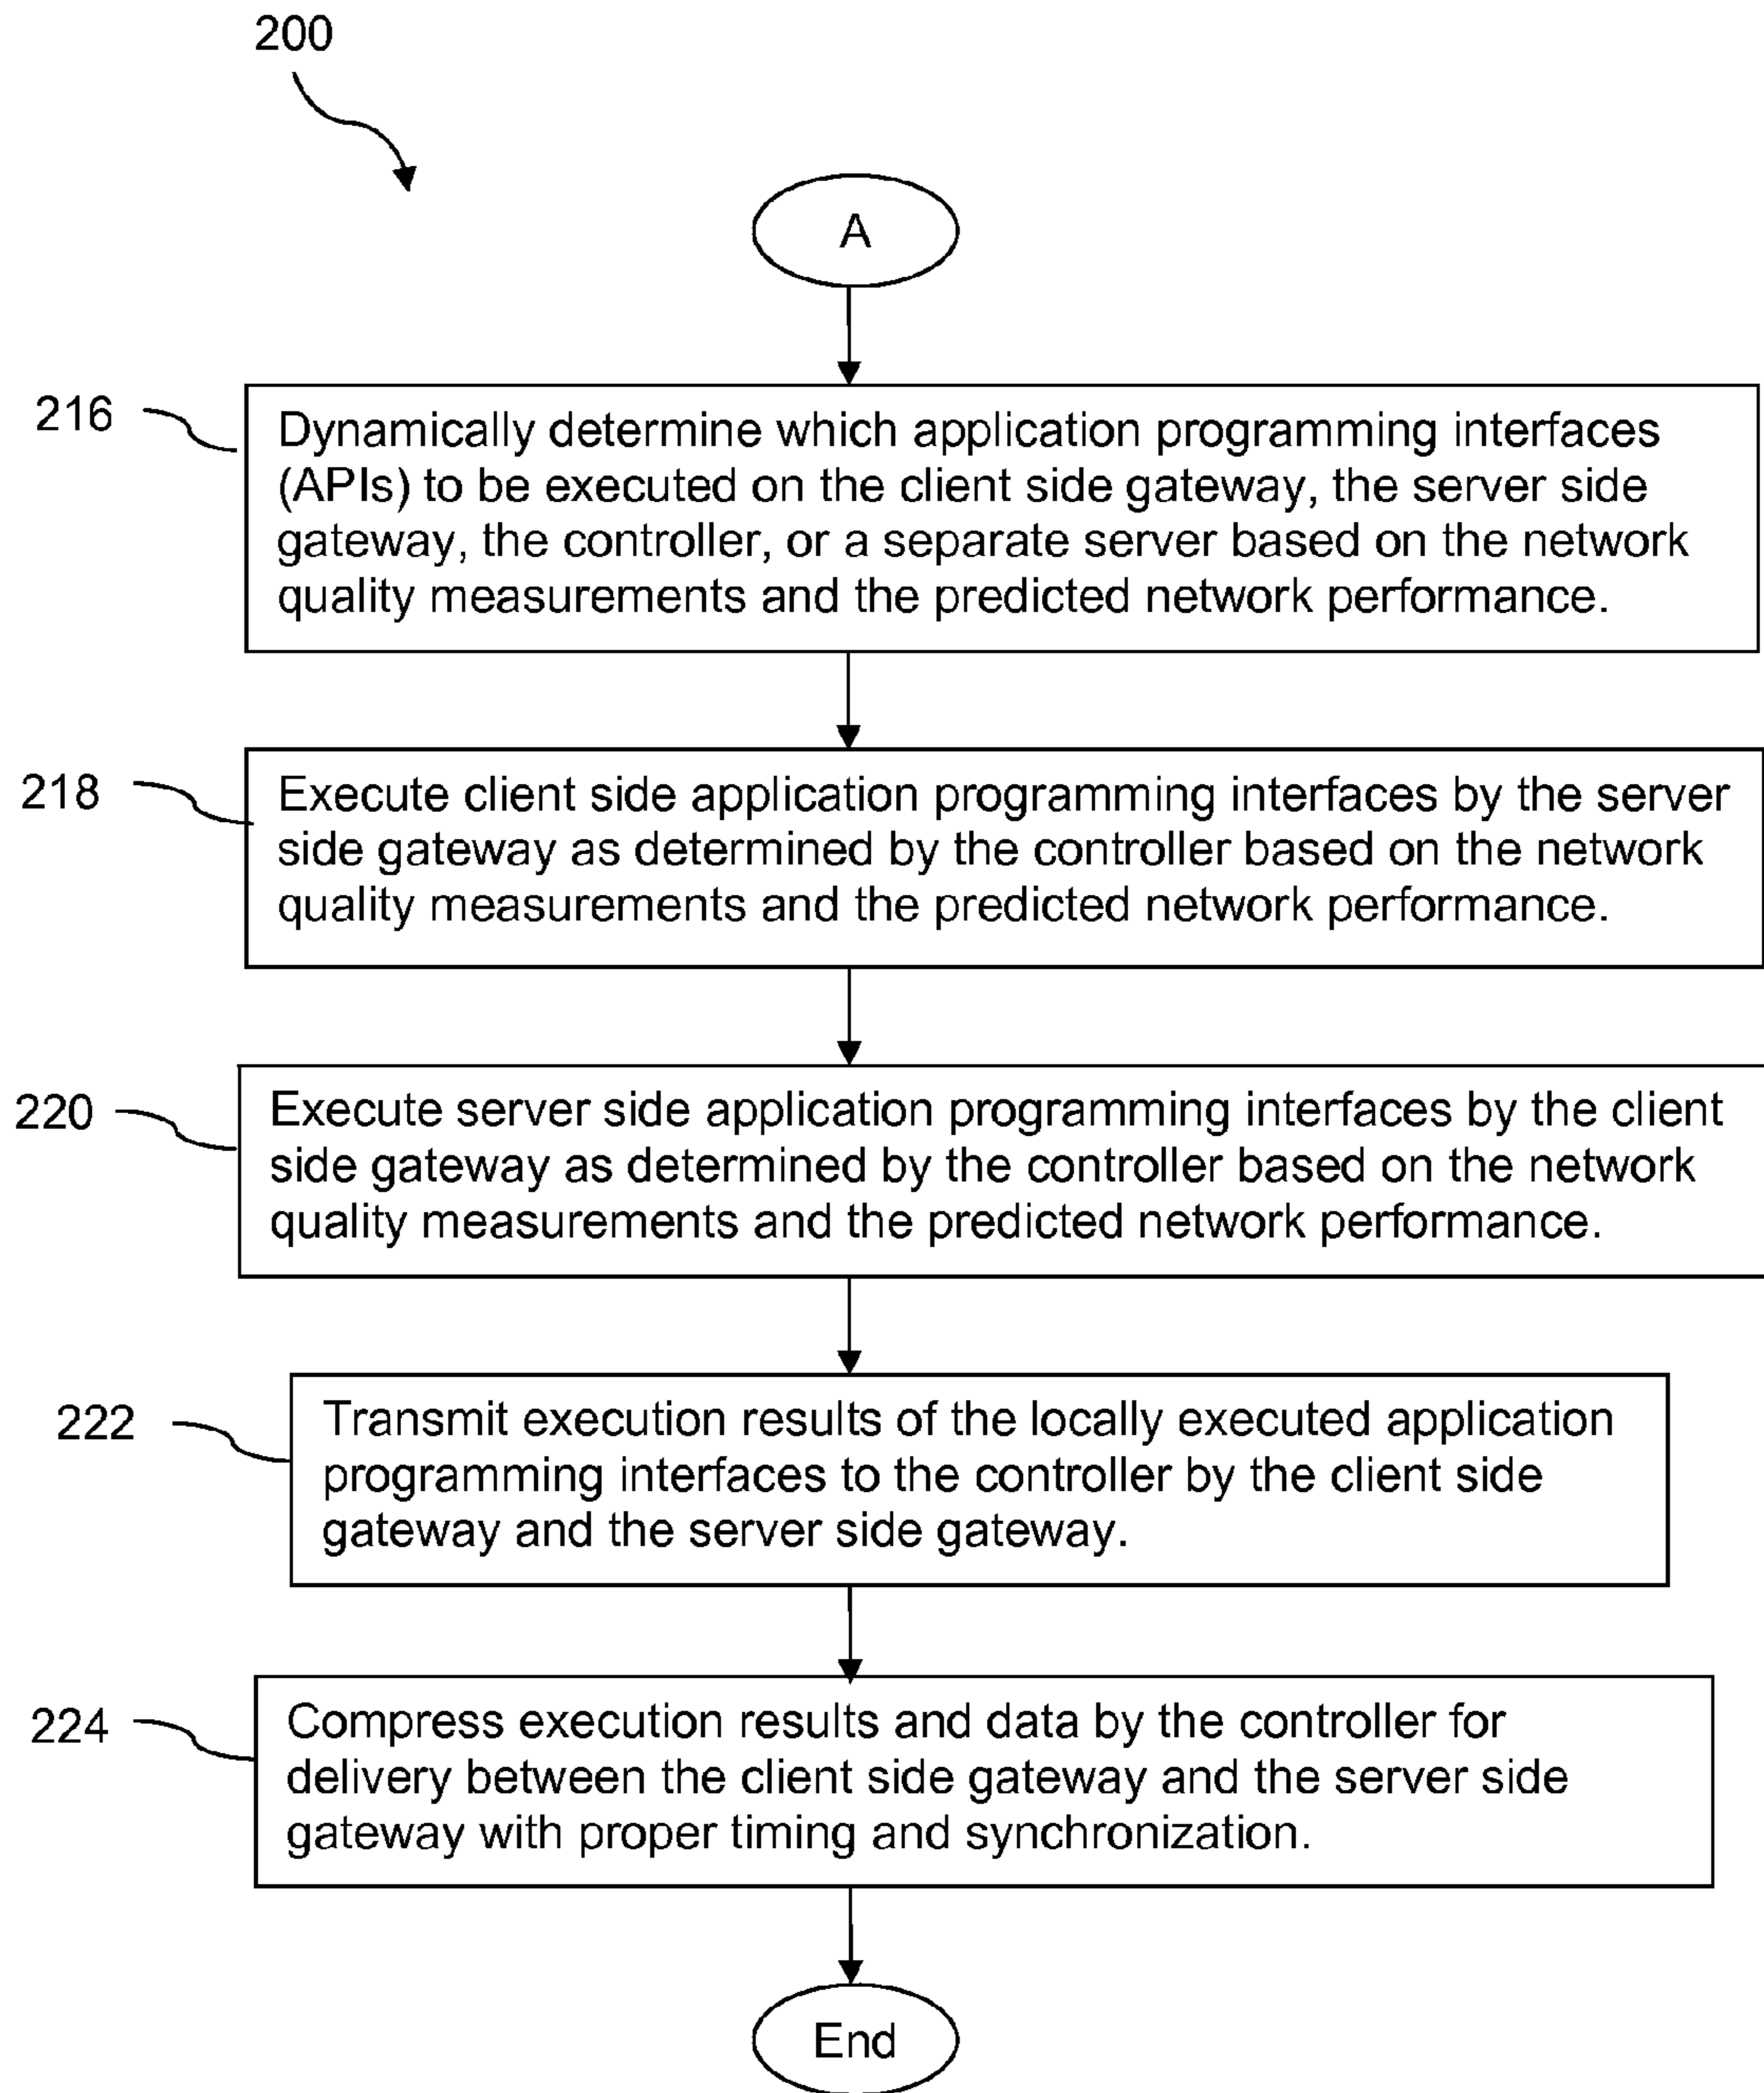 200
A
216
Dynamically determine which application programming interfaces
(APIs) to be executed on the client side gateway, the server side
gateway, the controller, or a separate server based on the network
quality measurements and the predicted network performance.
218
Execute client side application programming interfaces by the server
side gateway as determined by the controller based on the network
quality measurements and the predicted network performance.
220
Execute server side application programming interfaces by the client
side gateway as determined by the controller based on the network
quality measurements and the predicted network performance.
222
Transmit execution results of the locally executed application
programming interfaces to the controller by the client side
gateway and the server side gateway.
224
Compress execution results and data by the controller for
delivery between the client side gateway and the server side
gateway with proper timing and synchronization.
End